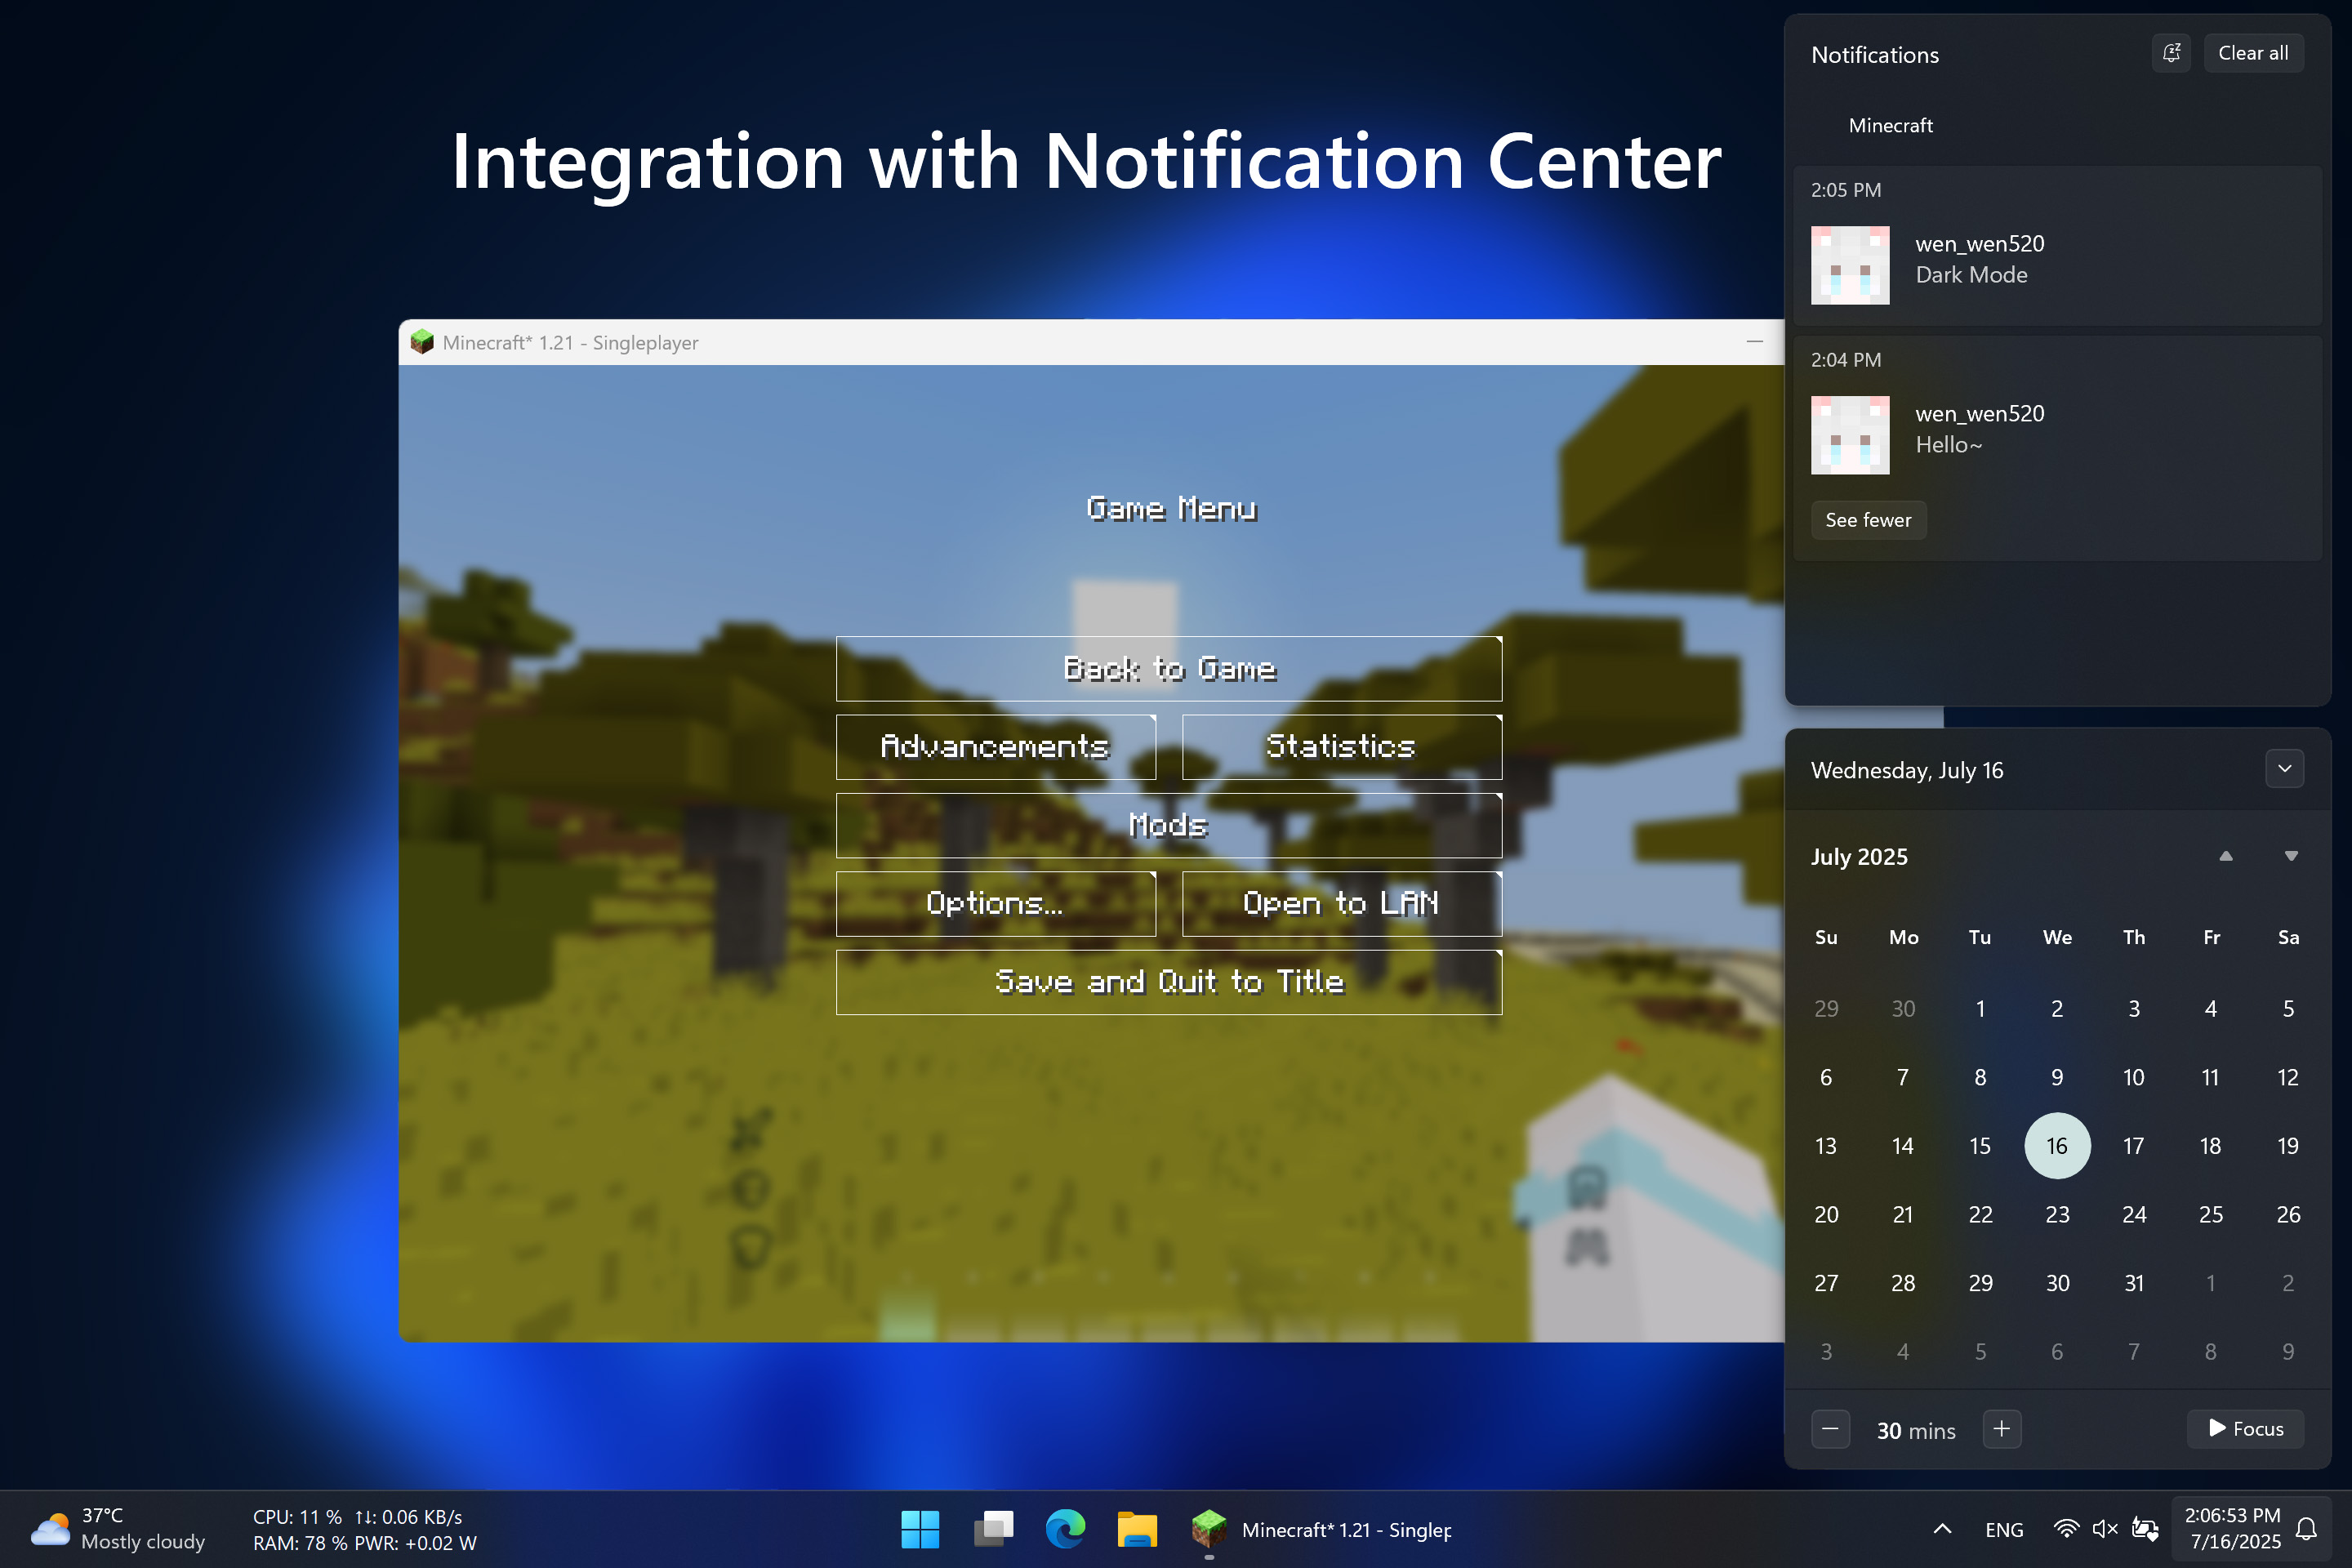 Integration with Notification Center
Minecraft* 1.21 - Singleplayer
Game Menu
Back to Game
Advancements
Statistics
Mods
Options...
Open to LAN
Save and Quit to Title
Notifications
Clear all
Minecraft
2:05 PM
wen_wen520
Dark Mode
2:04 PM
wen_wen520
Hello~
See fewer
Wednesday, July 16
July 2025
Su Mo Tu We Th Fr Sa
29 30 1 2 3 4 5
6 7 8 9 10 11 12
13 14 15 16 17 18 19
20 21 22 23 24 25 26
27 28 29 30 31 1 2
3 4 5 6 7 8 9
30 mins
Focus
37°C
Mostly cloudy
CPU: 11 % ↑↓: 0.06 KB/s
RAM: 78 % PWR: +0.02 W
Minecraft* 1.21 - Singlep
ENG
2:06:53 PM
7/16/2025